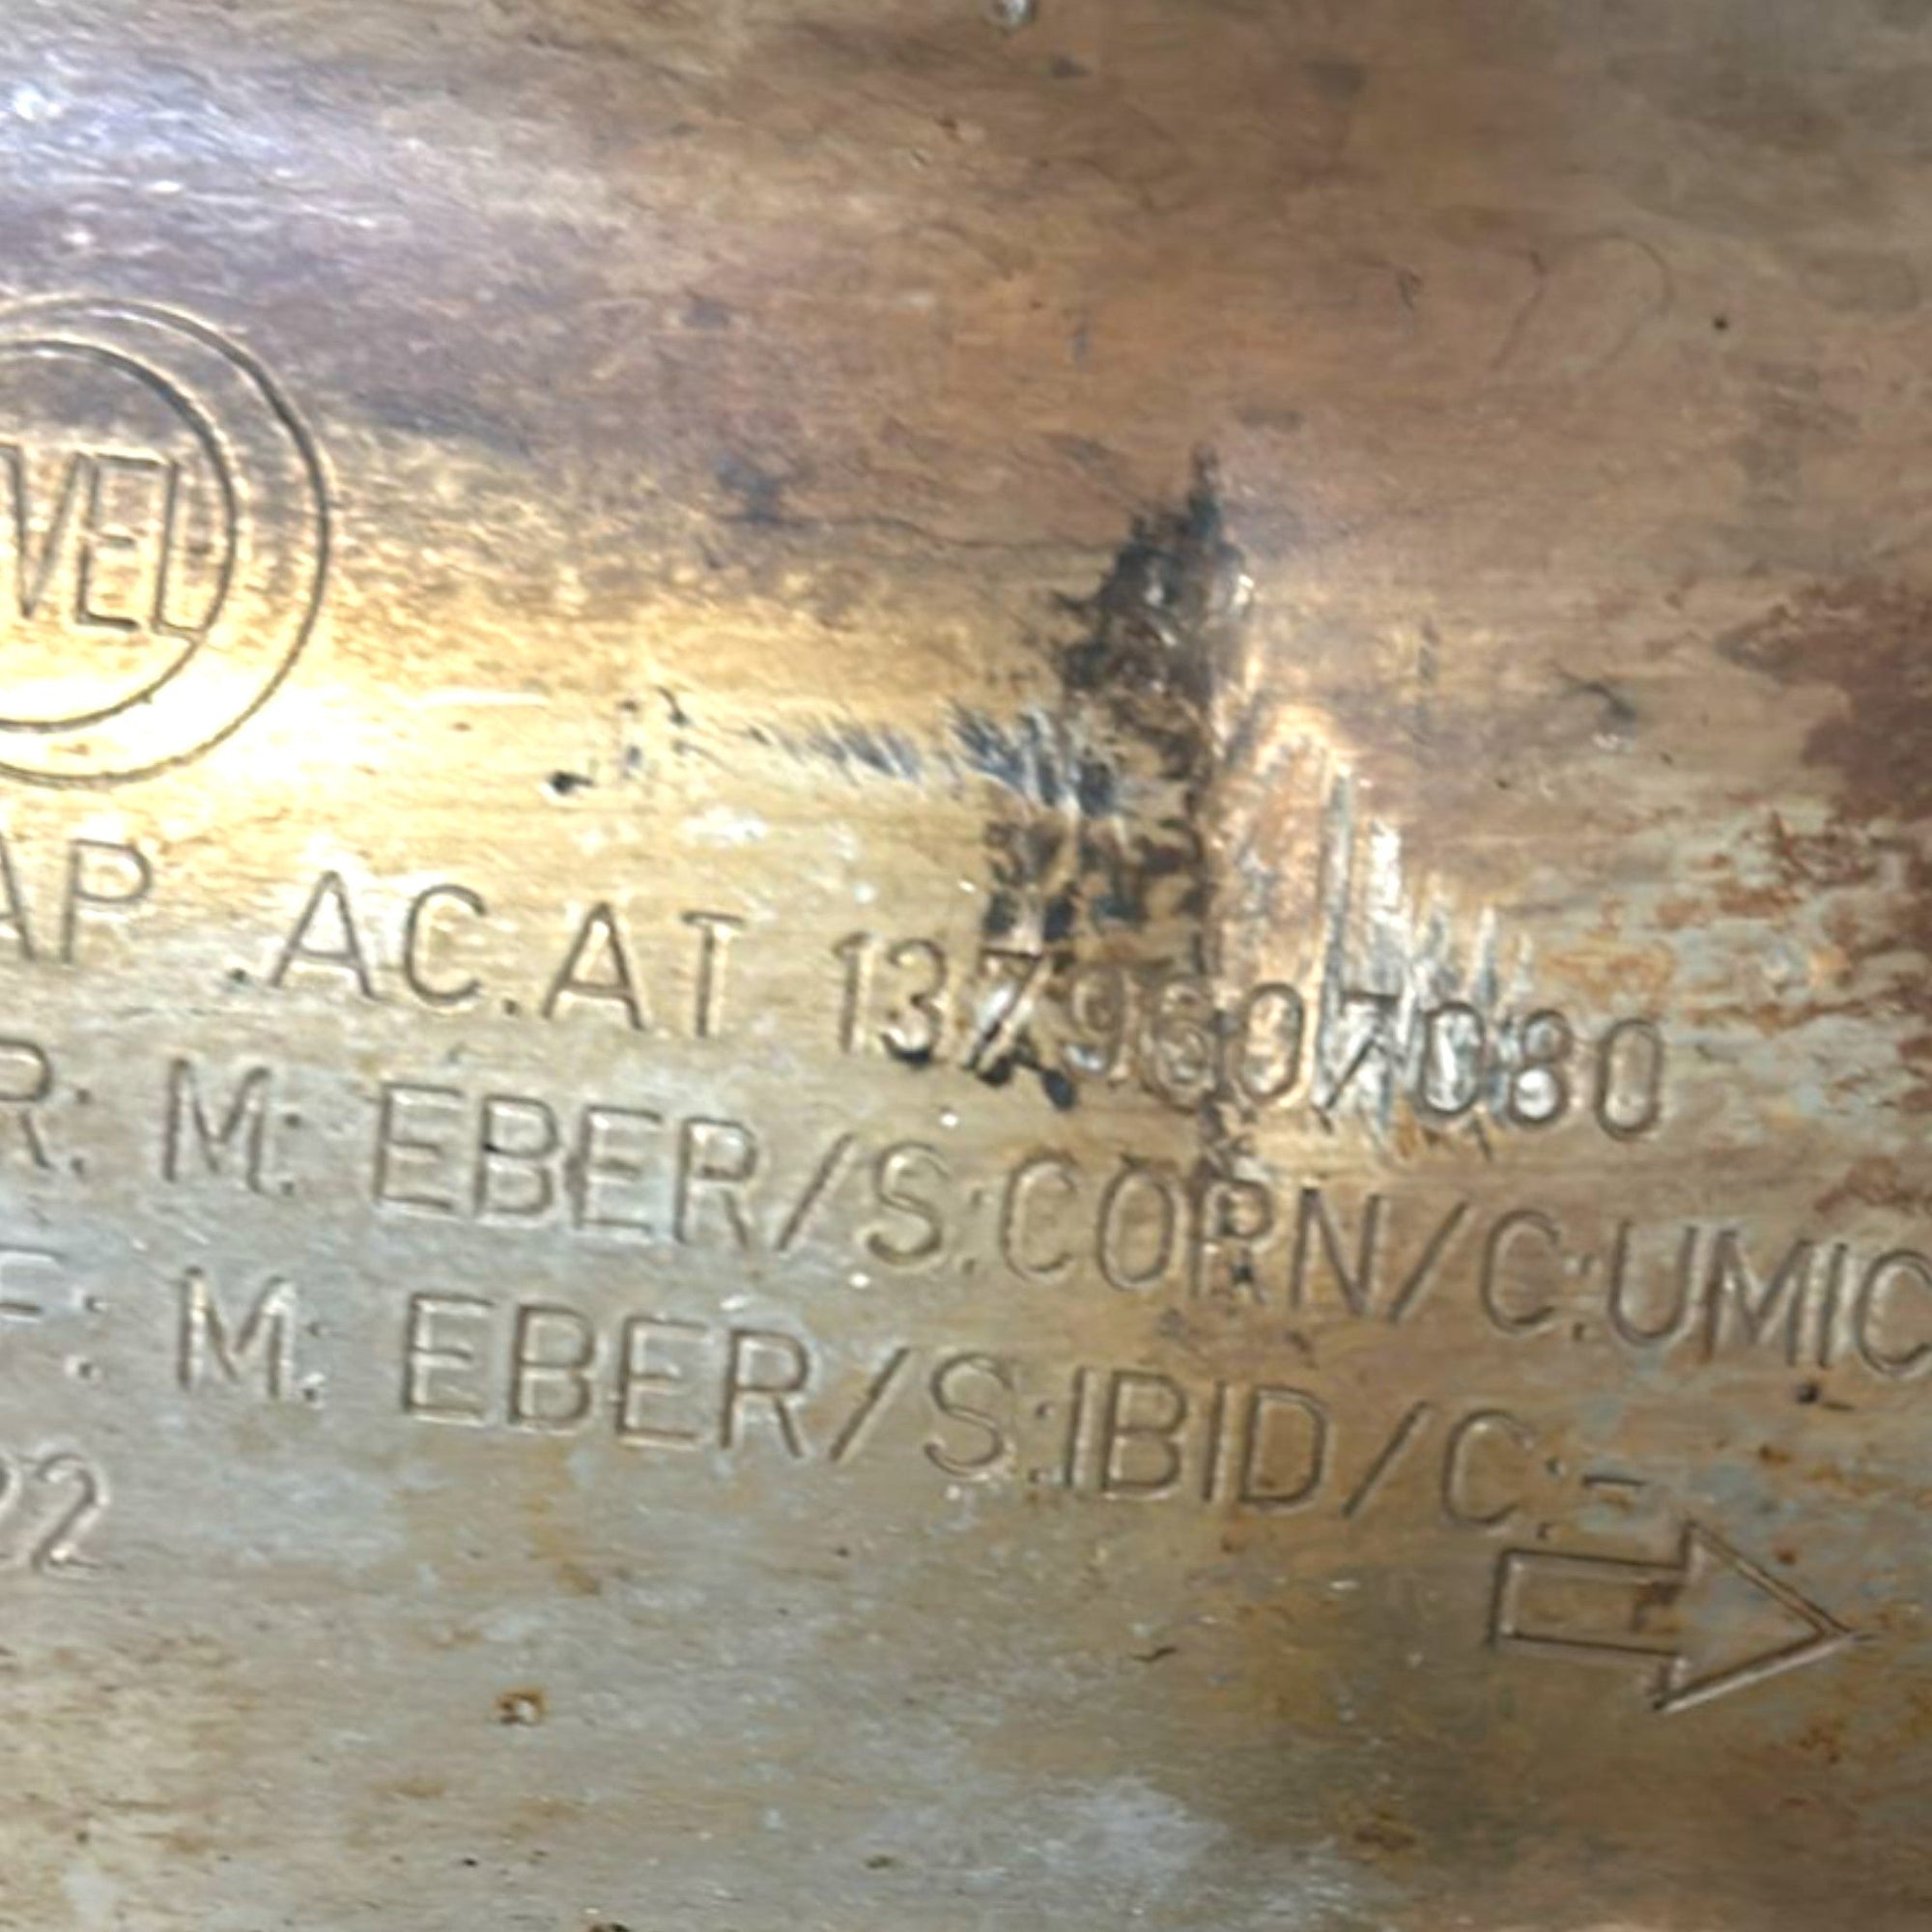 VEL
AP .AC.AT 1379607080
R: M: EBER/S:CORN/C:UMIC
F: M: EBER/S:IBID/C:-
22